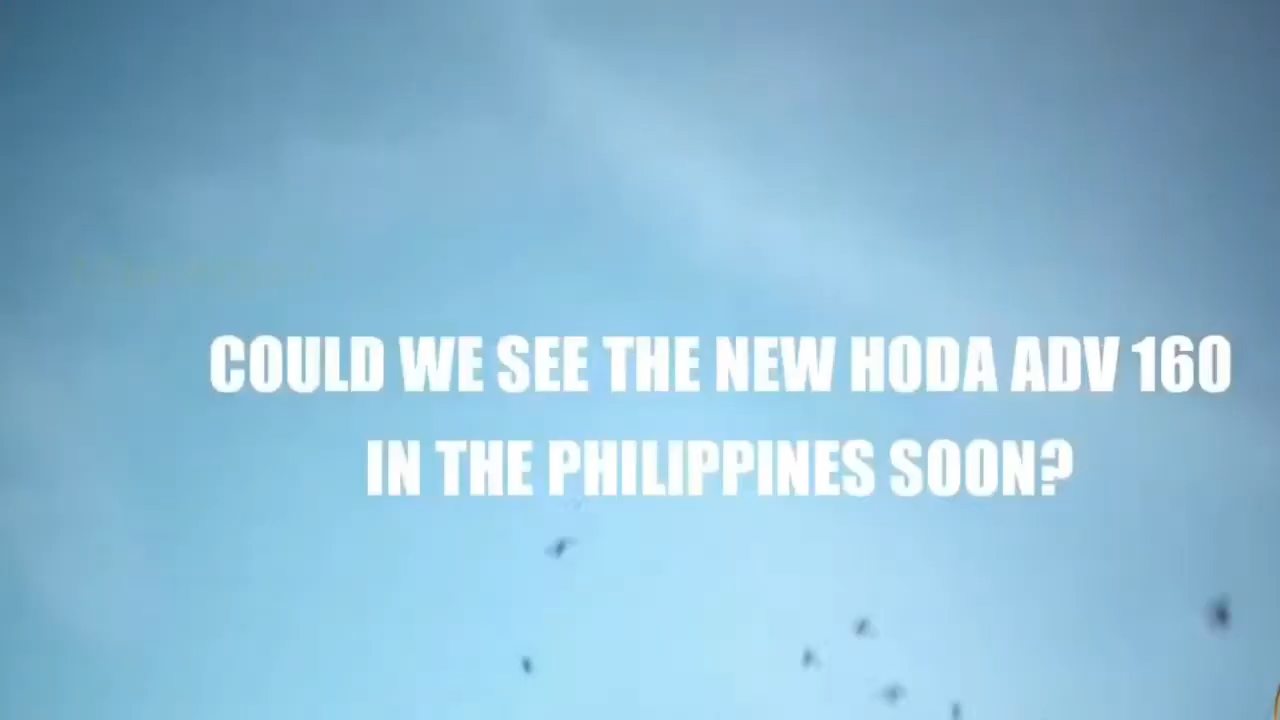 COULD WE SEE THE NEW HODA ADV 160
IN THE PHILIPPINES SOON?